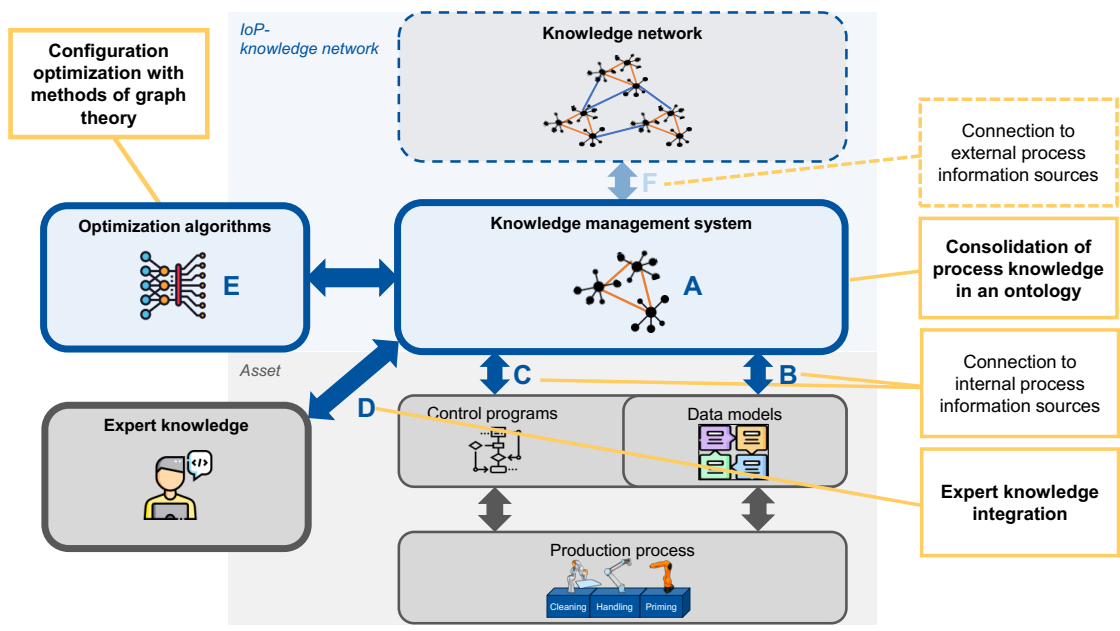 IoP-
knowledge network
Knowledge network
Configuration
optimization with
methods of graph
theory
Connection to
external process
information sources
F
Optimization algorithms
E
Knowledge management system
A
Consolidation of
process knowledge
in an ontology
Asset
C
B
Connection to
internal process
information sources
D
Expert knowledge
</>
Control programs
Data models
Expert knowledge
integration
Production process
Cleaning
Handling
Priming